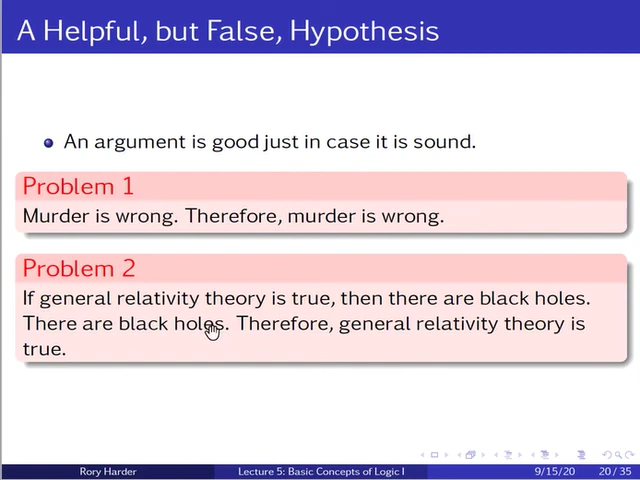 A Helpful, but False, Hypothesis
An argument is good just in case it is sound.
Problem 1
Murder is wrong. Therefore, murder is wrong.
Problem 2
If general relativity theory is true, then there are black holes.
There are black holes. Therefore, general relativity theory is
true.
Rory Harder Lecture 5: Basic Concepts of Logic I 9/15/20 20 / 35